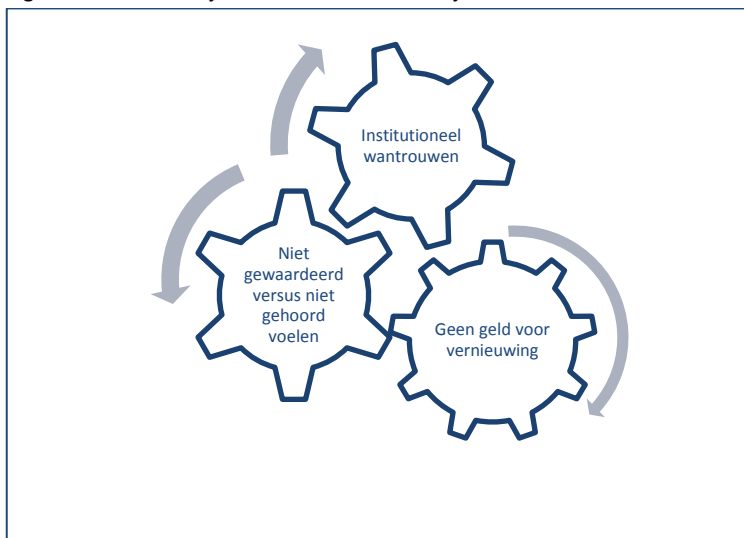 Institutioneel
wantrouwen
Niet
gewaardeerd
versus niet
gehoord
voelen
Geen geld voor
vernieuwing